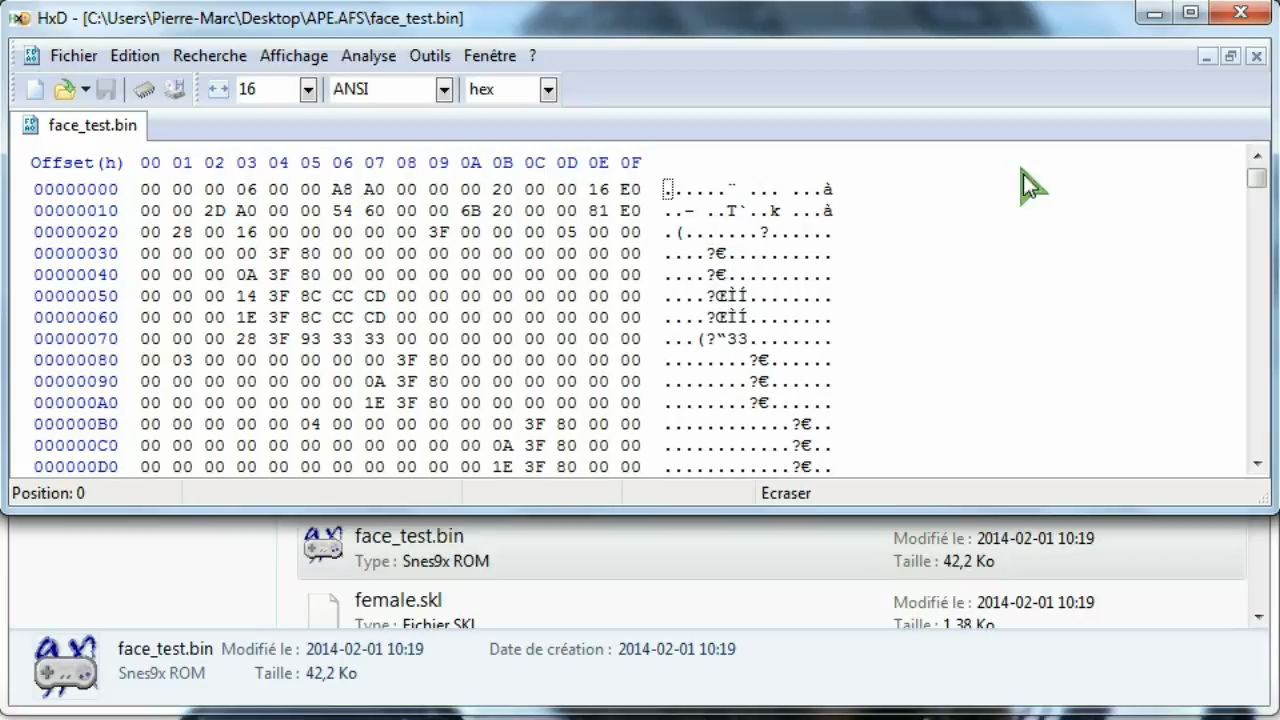 HxD - [C:\Users\Pierre-Marc\Desktop\APE.AFS\face_test.bin]
Fichier Edition Recherche Affichage Analyse Outils Fenêtre ?
16 ANSI hex
face_test.bin
Offset(h) 00 01 02 03 04 05 06 07 08 09 0A 0B 0C 0D 0E 0F
00000000 00 00 00 06 00 00 A8 A0 00 00 00 20 00 00 16 E0 ......¨ ... ...à
00000010 00 00 2D A0 00 00 54 60 00 00 6B 20 00 00 81 E0 ..- ..T`..k ...à
00000020 00 28 00 16 00 00 00 00 00 3F 00 00 00 05 00 00 .(.......?......
00000030 00 00 00 00 3F 80 00 00 00 00 00 00 00 00 00 00 ....?€..........
00000040 00 00 00 0A 3F 80 00 00 00 00 00 00 00 00 00 00 ....?€..........
00000050 00 00 00 14 3F 8C CC CD 00 00 00 00 00 00 00 00 ....?ŒÌÍ........
00000060 00 00 00 1E 3F 8C CC CD 00 00 00 00 00 00 00 00 ....?ŒÌÍ........
00000070 00 00 00 28 3F 93 33 33 00 00 00 00 00 00 00 00 ...(?“33........
00000080 00 03 00 00 00 00 00 00 3F 80 00 00 00 00 00 00 ........?€......
00000090 00 00 00 00 00 00 00 0A 3F 80 00 00 00 00 00 00 ........?€......
000000A0 00 00 00 00 00 00 00 1E 3F 80 00 00 00 00 00 00 ........?€......
000000B0 00 00 00 00 00 04 00 00 00 00 00 00 3F 80 00 00 ............?€..
000000C0 00 00 00 00 00 00 00 00 00 00 00 0A 3F 80 00 00 ............?€..
000000D0 00 00 00 00 00 00 00 00 00 00 00 1E 3F 80 00 00 ............?€..
Position: 0 Ecraser
face_test.bin Modifié le : 2014-02-01 10:19
Type : Snes9x ROM Taille : 42,2 Ko
female.skl Modifié le : 2014-02-01 10:19
Type : Fichier SKL Taille : 1,38 Ko
face_test.bin Modifié le : 2014-02-01 10:19 Date de création : 2014-02-01 10:19
Snes9x ROM Taille : 42,2 Ko